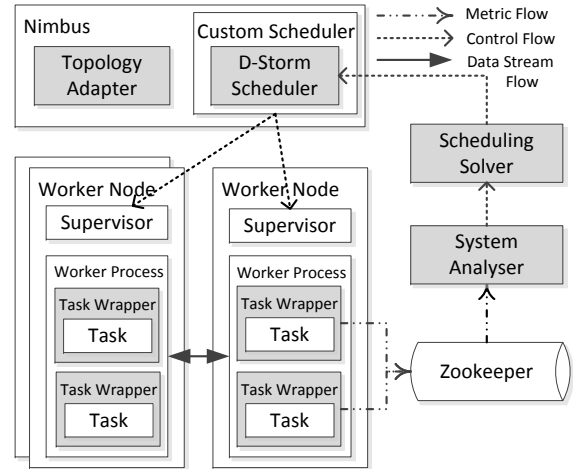 Nimbus
Custom Scheduler
Topology
Adapter
D-Storm
Scheduler
Metric Flow
Control Flow
Data Stream
Flow
Scheduling
Solver
System
Analyser
Zookeeper
Worker Node
Supervisor
Worker Process
Task Wrapper
Task
Task Wrapper
Task
Worker Node
Supervisor
Worker Process
Task Wrapper
Task
Task Wrapper
Task